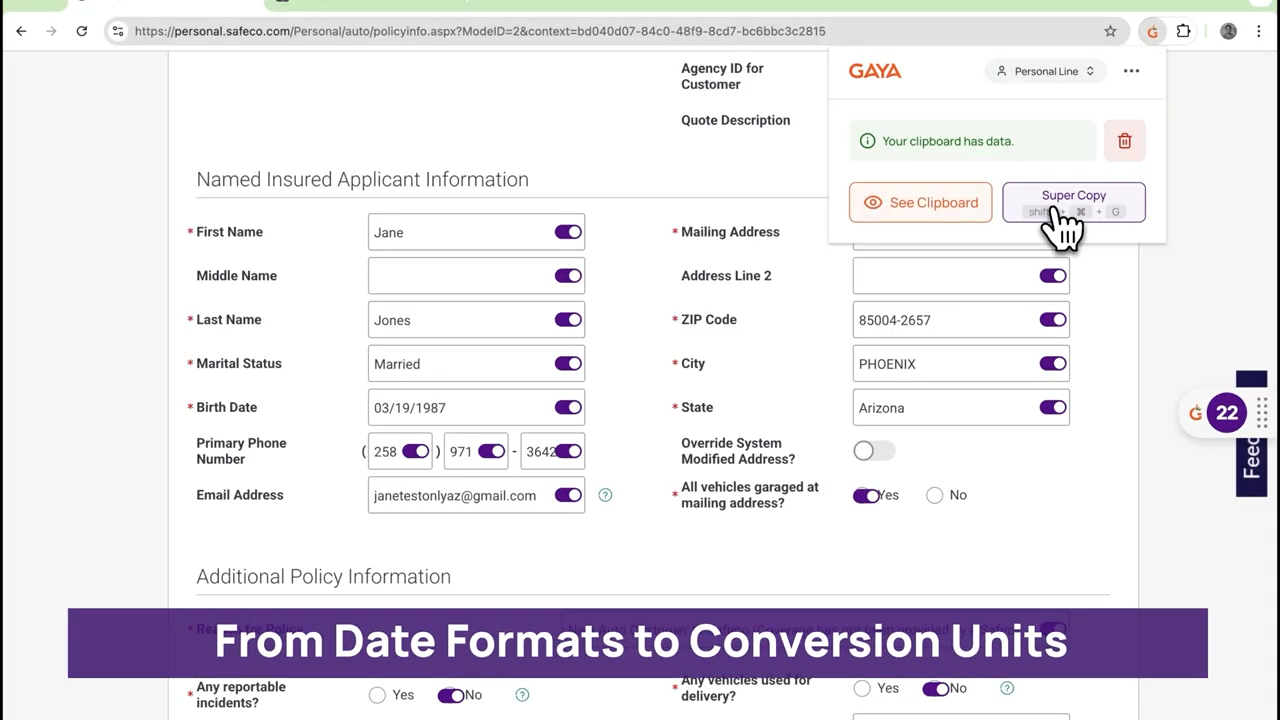 https://personal.safeco.com/Personal/auto/policyinfo.aspx?ModeID=2&context=bd040d07-84c0-48f9-8cd7-bc6bbc3c2815
GAYA
Personal Line
Your clipboard has data.
See Clipboard
Super Copy
shift + ⌘ + G
Agency ID for
Customer
Quote Description
Named Insured Applicant Information
* First Name
Jane
* Mailing Address
Middle Name
Address Line 2
* Last Name
Jones
* ZIP Code
85004-2657
* Marital Status
Married
* City
PHOENIX
* Birth Date
03/19/1987
* State
Arizona
Primary Phone
Number
( 258 ) 971 - 3642
Override System
Modified Address?
Email Address
janetestonlyaz@gmail.com
* All vehicles garaged at
mailing address?
Yes
No
22
Additional Policy Information
From Date Formats to Conversion Units
* Any reportable
incidents?
Yes
No
* Any vehicles used for
delivery?
Yes
No